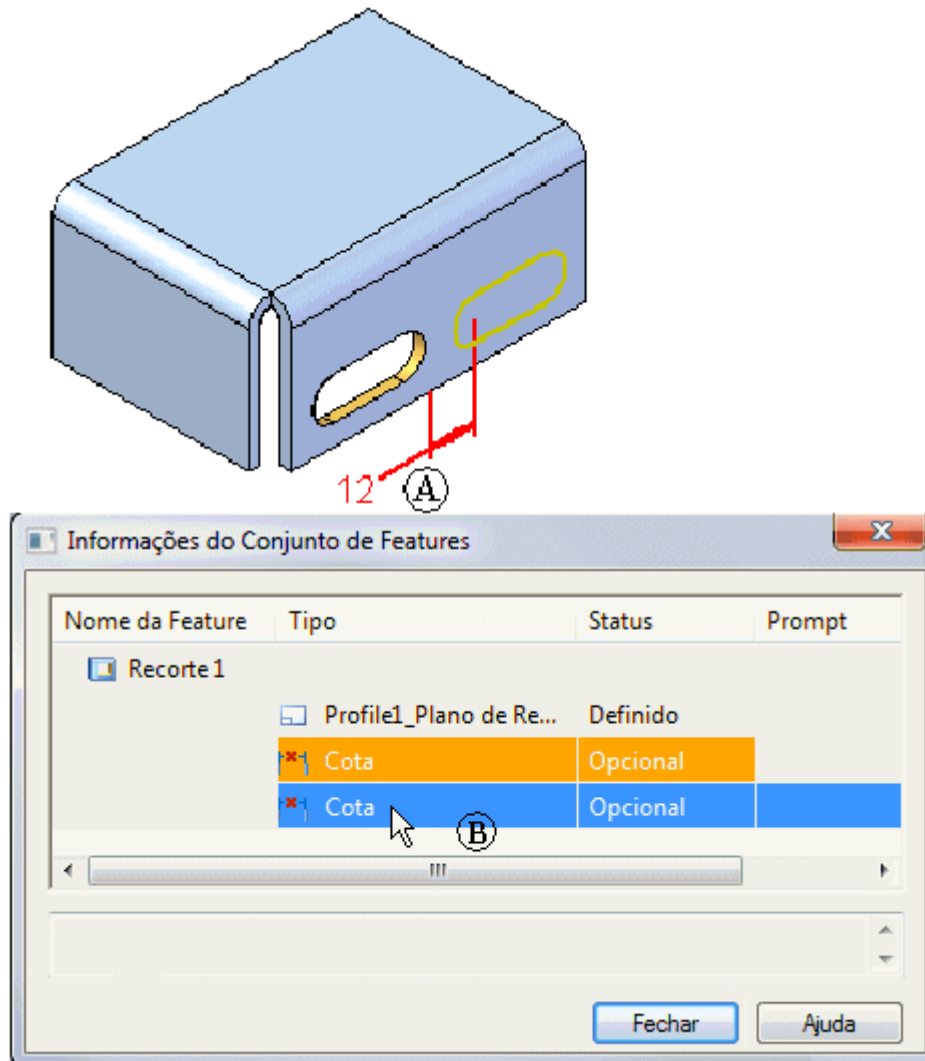 12 A
Informações do Conjunto de Features
Nome da Feature Tipo Status Prompt
Recorte 1
Profile1_Plano de Re... Definido
Cota Opcional
Cota Opcional
B
Fechar Ajuda